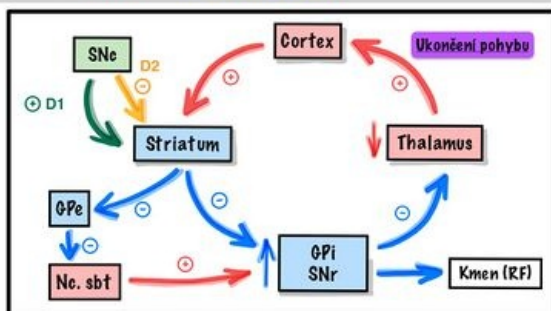 Cortex
Ukončení pohybu
SNc
D2
⊖
⊕ D1
⊕
⊕
Striatum
Thalamus
GPe
⊖
⊖
⊖
⊖
GPi
SNr
Nc. sbt
⊕
Kmen (RF)